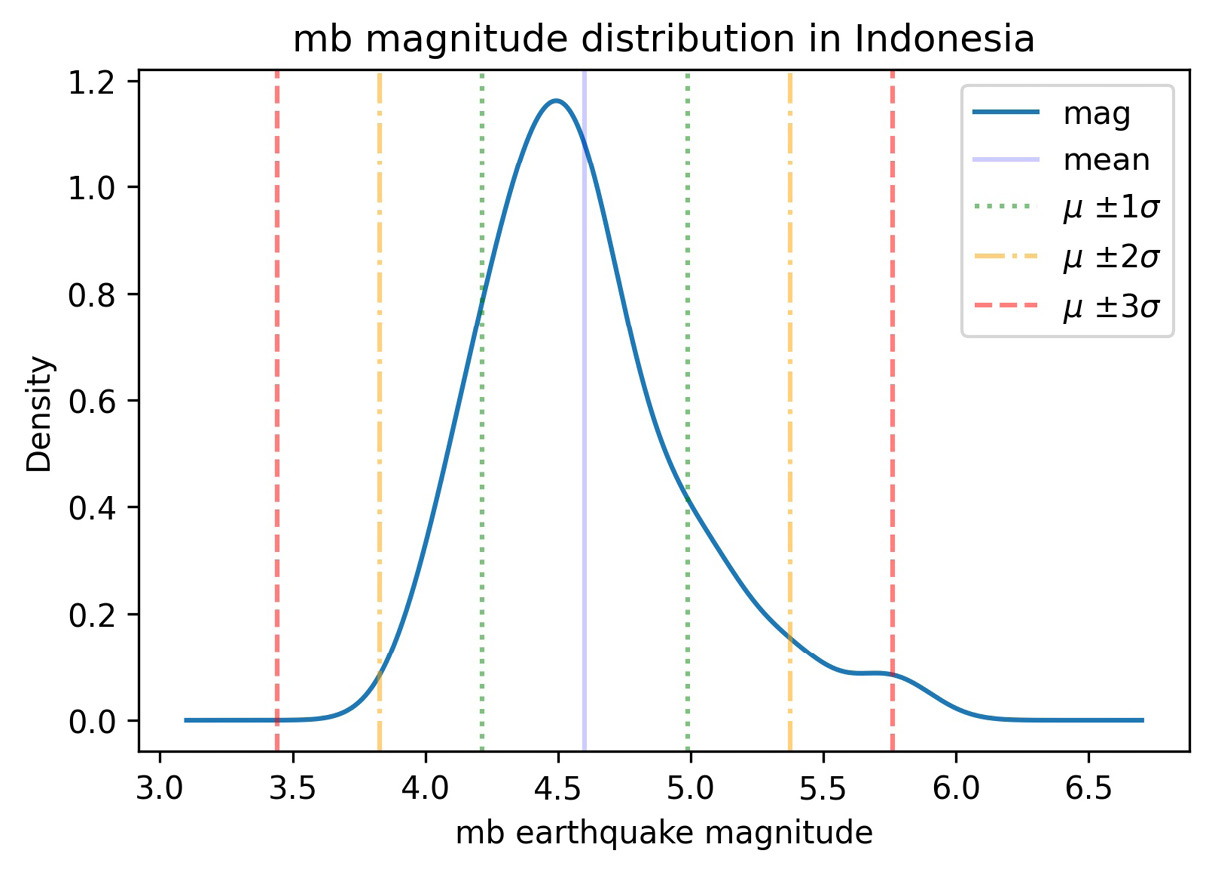 mb magnitude distribution in Indonesia
1.2
1.0
0.8
0.6
0.4
0.2
0.0
Density
mag
mean
μ ±1σ
μ ±2σ
μ ±3σ
3.0 3.5 4.0 4.5 5.0 5.5 6.0 6.5
mb earthquake magnitude